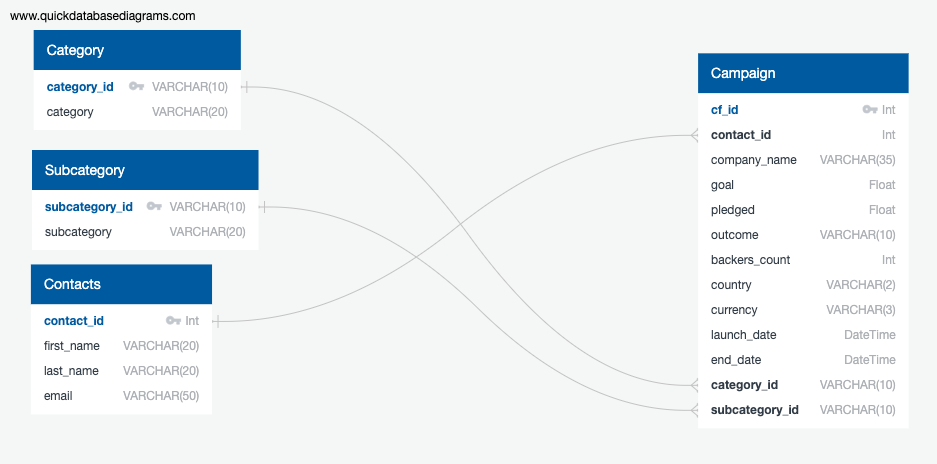 www.quickdatabasediagrams.com
Category
category_id VARCHAR(10)
category VARCHAR(20)
Subcategory
subcategory_id VARCHAR(10)
subcategory VARCHAR(20)
Contacts
contact_id Int
first_name VARCHAR(20)
last_name VARCHAR(20)
email VARCHAR(50)
Campaign
cf_id Int
contact_id Int
company_name VARCHAR(35)
goal Float
pledged Float
outcome VARCHAR(10)
backers_count Int
country VARCHAR(2)
currency VARCHAR(3)
launch_date DateTime
end_date DateTime
category_id VARCHAR(10)
subcategory_id VARCHAR(10)